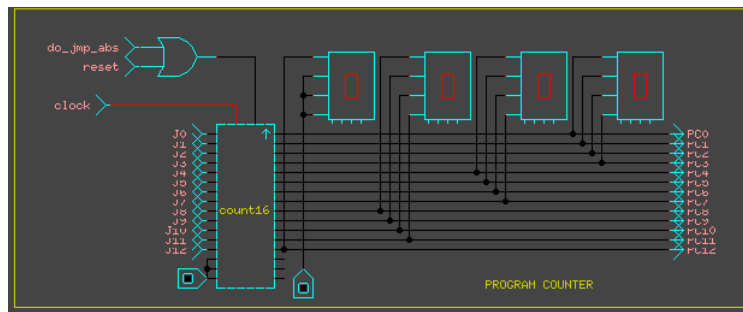 do_jmp_abs
reset
clock
J0
J1
J2
J3
J4
J5
J6
J7
J8
J9
J10
J11
J12
count16
PC0
PC1
PC2
PC3
PC4
PC5
PC6
PC7
PC8
PC9
PC10
PC11
PC12
PROGRAM COUNTER